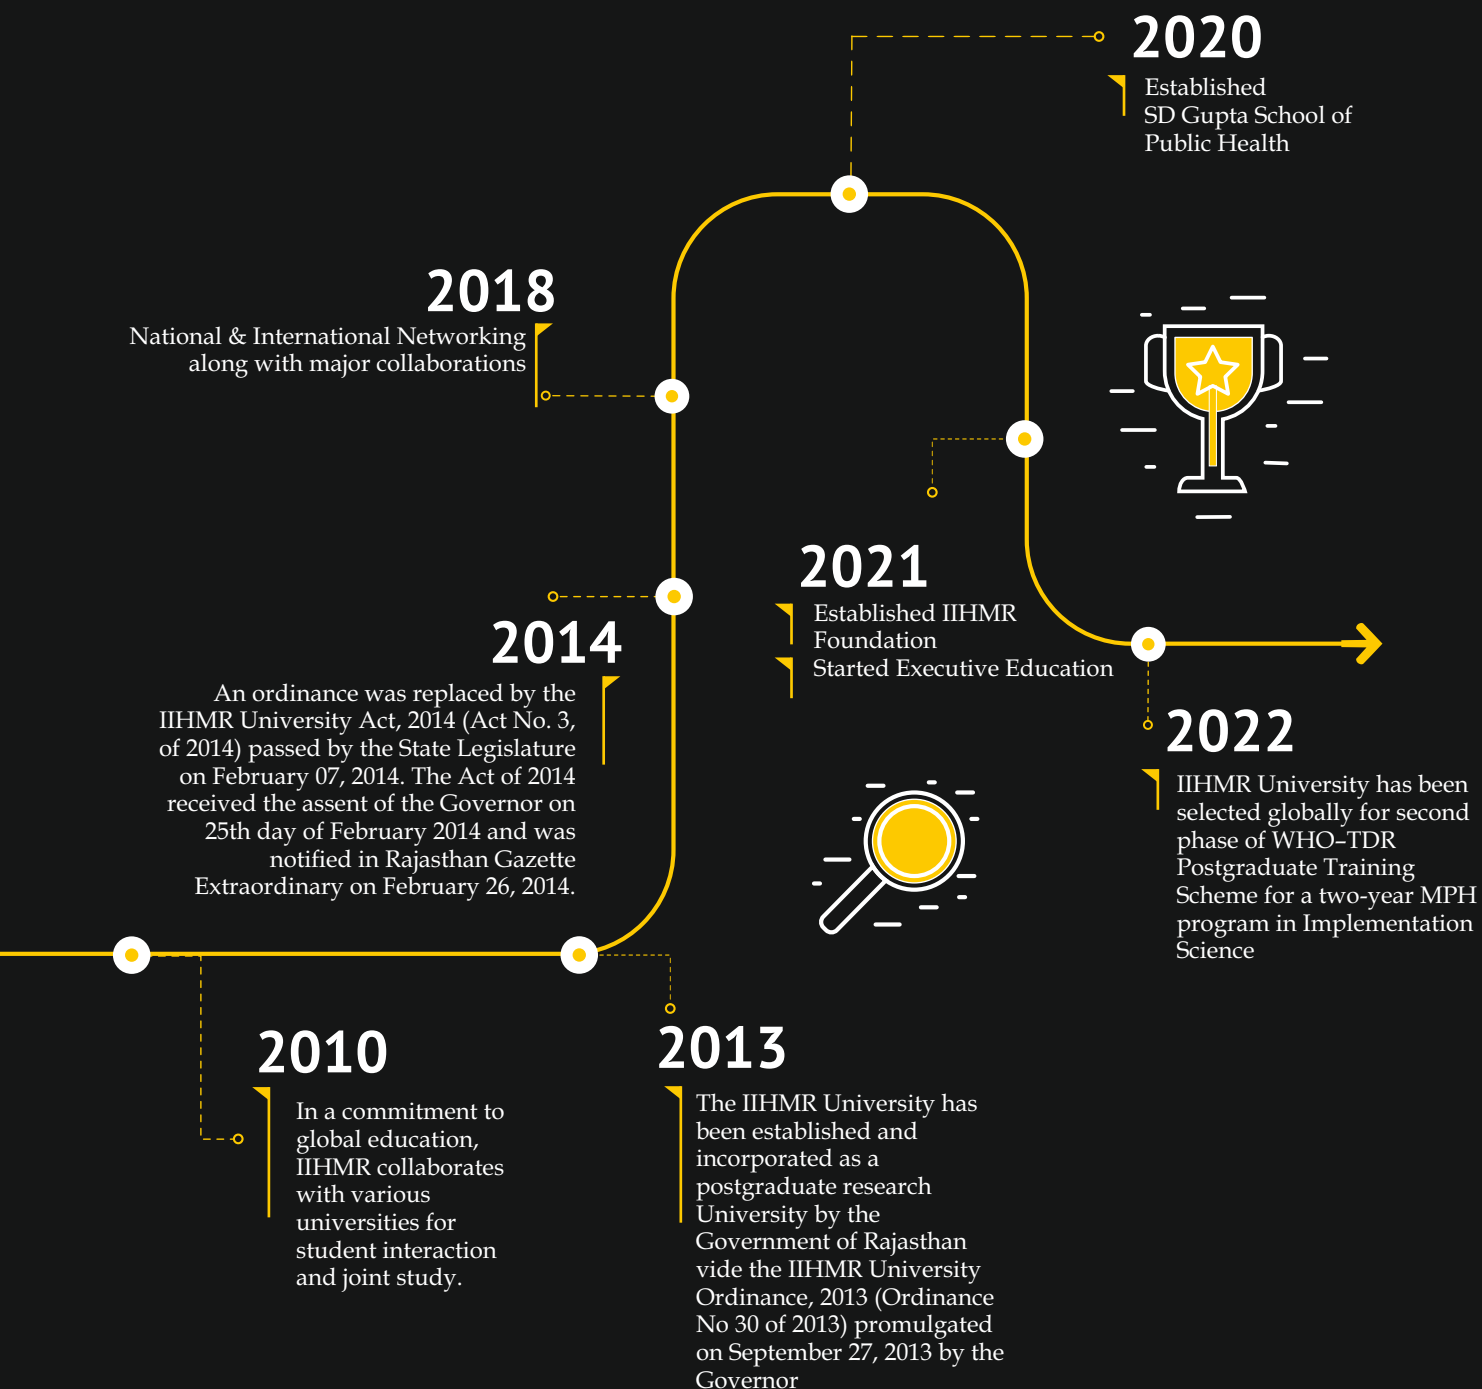 2020
Established
SD Gupta School of
Public Health
2018
National & International Networking
along with major collaborations
2014
An ordinance was replaced by the
IIHMR University Act, 2014 (Act No. 3,
of 2014) passed by the State Legislature
on February 07, 2014. The Act of 2014
received the assent of the Governor on
25th day of February 2014 and was
notified in Rajasthan Gazette
Extraordinary on February 26, 2014.
2021
Established IIHMR
Foundation
Started Executive Education
2022
IIHMR University has been
selected globally for second
phase of WHO–TDR
Postgraduate Training
Scheme for a two-year MPH
program in Implementation
Science
2010
In a commitment to
global education,
IIHMR collaborates
with various
universities for
student interaction
and joint study.
2013
The IIHMR University has
been established and
incorporated as a
postgraduate research
University by the
Government of Rajasthan
vide the IIHMR University
Ordinance, 2013 (Ordinance
No 30 of 2013) promulgated
on September 27, 2013 by the
Governor